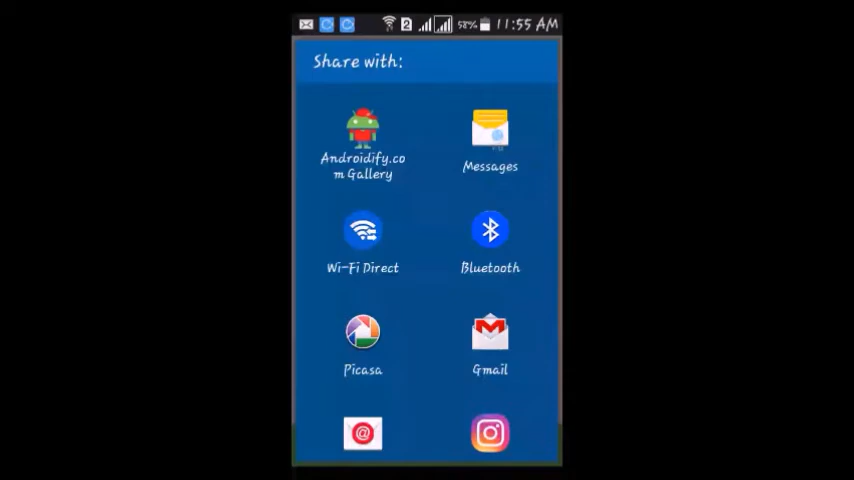 2 58% 11:55 AM
Share with:
Androidify.co
m Gallery
Messages
Wi-Fi Direct
Bluetooth
Picasa
Gmail
@